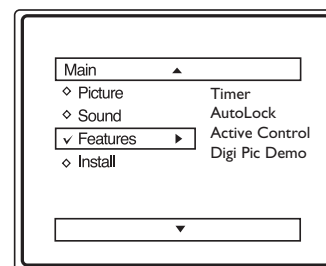 Main
Picture
Sound
Features
Install
Timer
AutoLock
Active Control
Digi Pic Demo